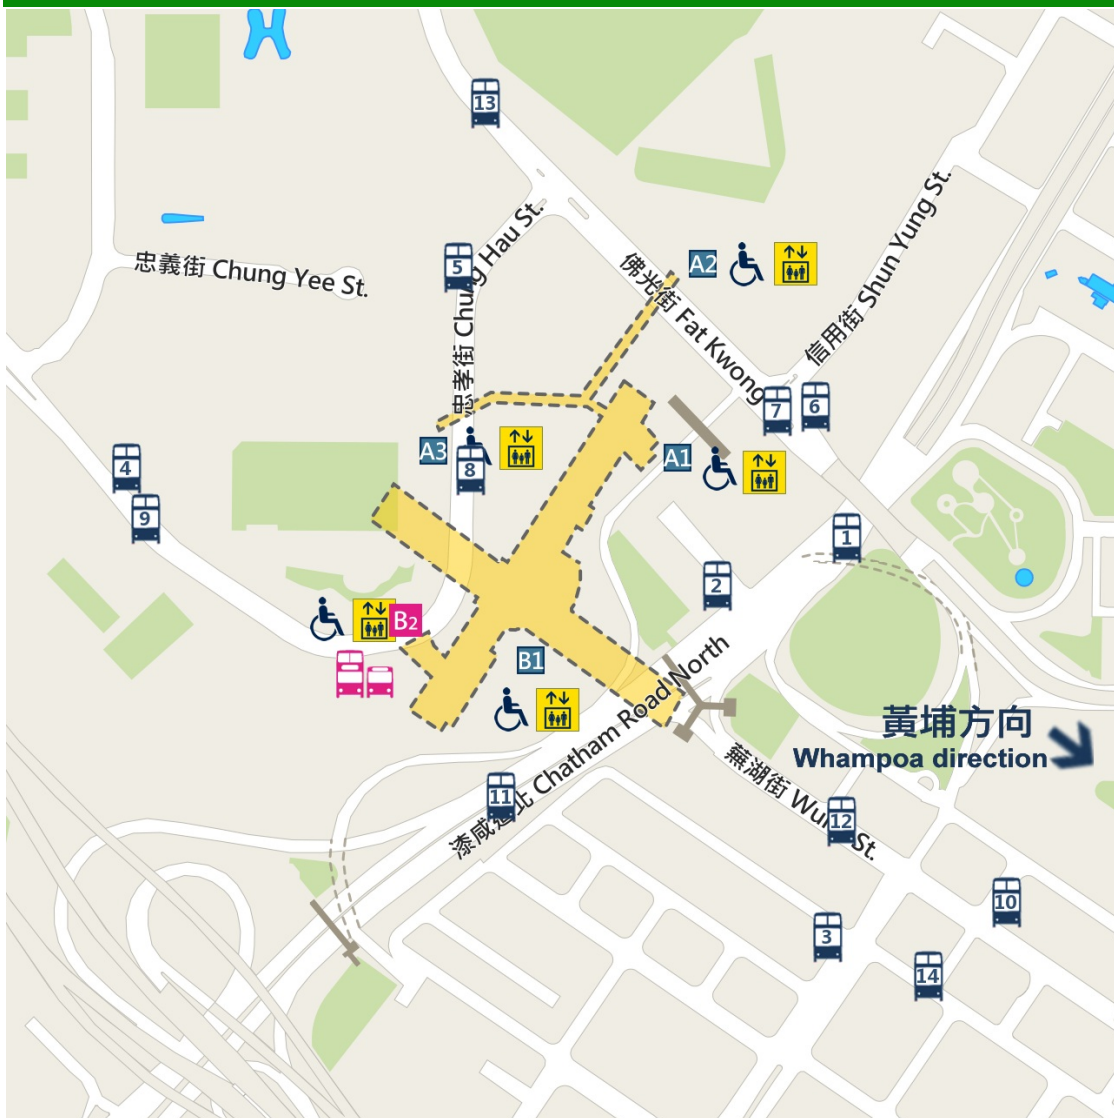 13
忠孝街 Chung Hau St.
5
忠義街 Chung Yee St.
A2
佛光街 Fat Kwong
信用街 Shun Yung St.
7
6
A3
8
A1
4
9
1
2
B2
B1
漆咸道北 Chatham Road North
黃埔方向
Whampoa direction
蕪湖街
St.
11
12
10
3
14